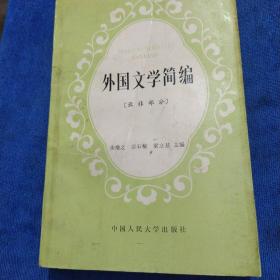 外国文学简编
〔亚非部分〕
朱维之 雷石榆 梁立基 主编
中国人民大学出版社